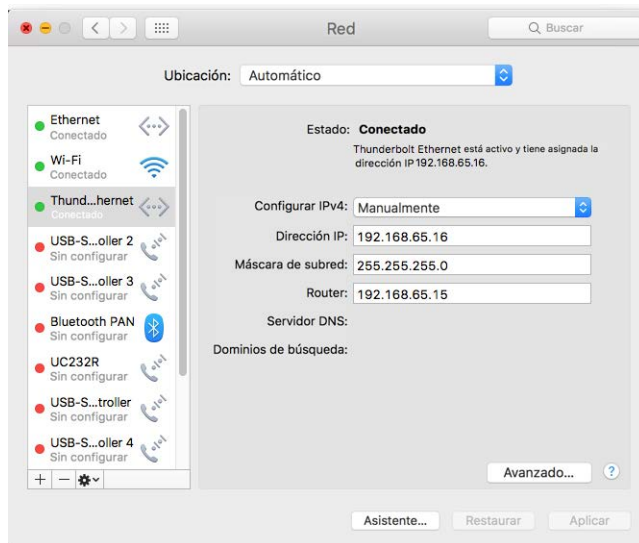 Red
Buscar
Ubicación: Automático
Ethernet
Conectado
Wi-Fi
Conectado
Thund...hernet
Conectado
USB-S...oller 2
Sin configurar
USB-S...oller 3
Sin configurar
Bluetooth PAN
Sin configurar
UC232R
Sin configurar
USB-S...troller
Sin configurar
USB-S...oller 4
Sin configurar
Estado: Conectado
Thunderbolt Ethernet está activo y tiene asignada la
dirección IP192.168.65.16.
Configurar IPv4: Manualmente
Dirección IP: 192.168.65.16
Máscara de subred: 255.255.255.0
Router: 192.168.65.15
Servidor DNS:
Dominios de búsqueda:
Avanzado... ?
Asistente... Restaurar Aplicar